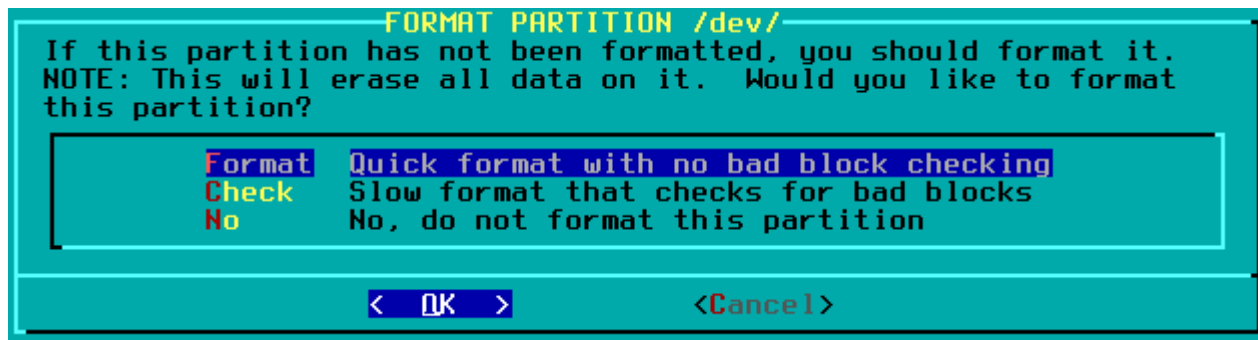 FORMAT PARTITION /dev/
If this partition has not been formatted, you should format it.
NOTE: This will erase all data on it.  Would you like to format
this partition?
Format  Quick format with no bad block checking
Check  Slow format that checks for bad blocks
No  No, do not format this partition
<  OK  >  <Cancel>